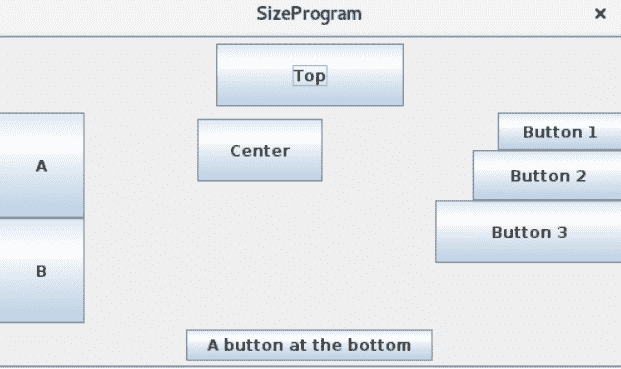 SizeProgram
Top
A
B
Center
Button 1
Button 2
Button 3
A button at the bottom